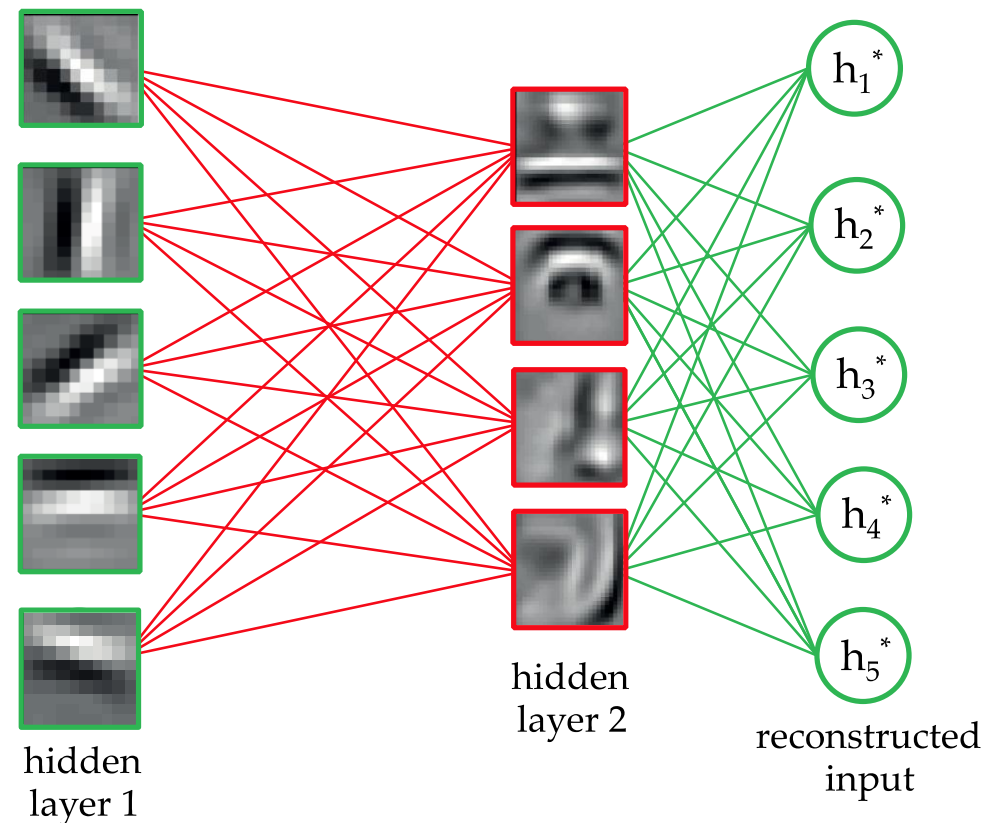 h1*
h2*
h3*
h4*
h5*
hidden
layer 1
hidden
layer 2
reconstructed
input